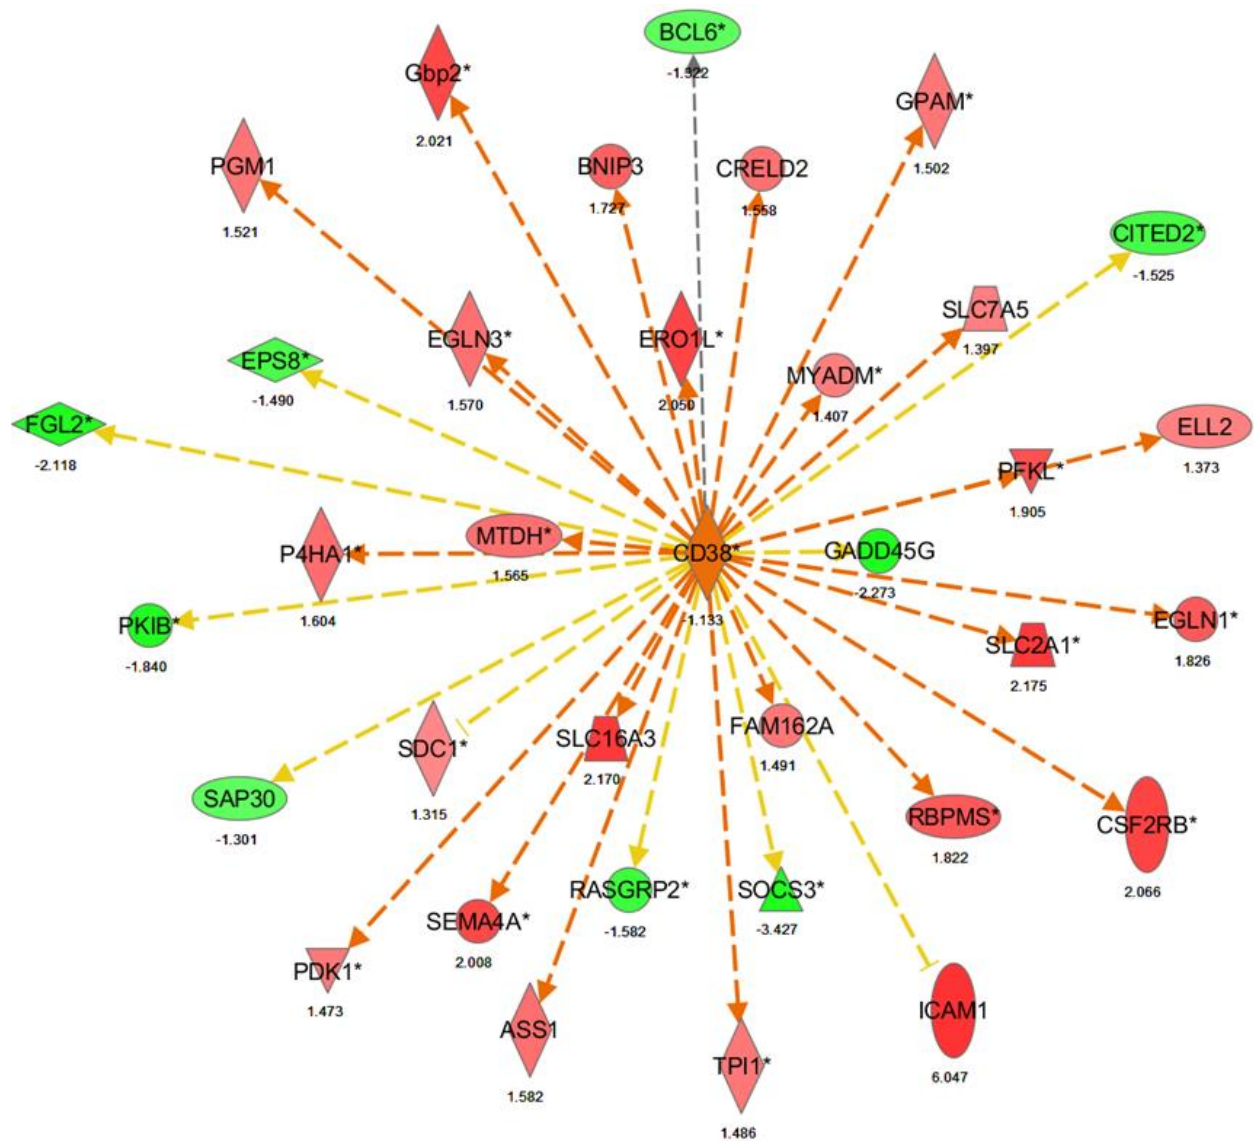 BCL6*
-1.322
Gbp2*
2.021
GPAM*
1.502
PGM1
1.521
BNIP3
1.727
CRELD2
1.558
CITED2*
-1.525
SLC7A5
1.397
EGLN3*
1.570
ERO1L*
2.050
MYADM*
1.407
EPS8*
-1.490
FGL2*
-2.118
ELL2
1.373
PFKL*
1.905
MTDH*
1.565
P4HA1*
1.604
CD38*
-1.133
GADD45G
-2.273
PKIB*
-1.840
EGLN1*
1.826
SLC2A1*
2.175
SDC1*
1.315
SLC16A3
2.170
FAM162A
1.491
SAP30
-1.301
RBPMS*
1.822
CSF2RB*
2.066
RASGRP2*
-1.582
SOCS3*
-3.427
SEMA4A*
2.008
PDK1*
1.473
ASS1
1.582
ICAM1
6.047
TPI1*
1.486